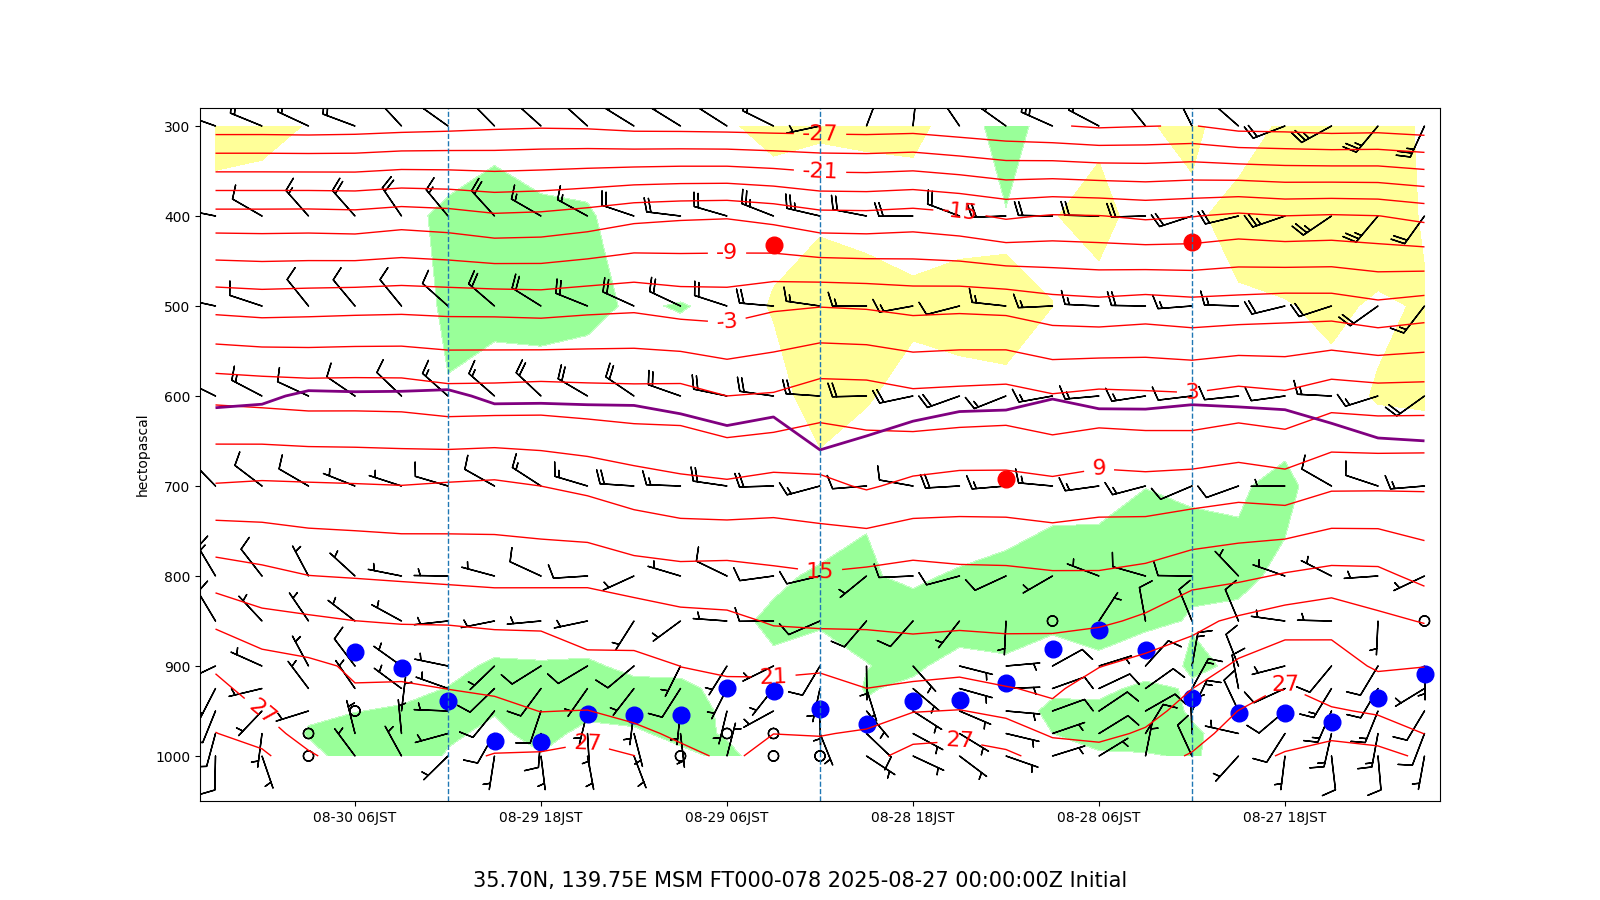 300
400
500
600
700
800
900
1000
hectopascal
-27
-21
-15
-9
-3
3
9
15
21
27
27
27
27
08-30 06JST
08-29 18JST
08-29 06JST
08-28 18JST
08-28 06JST
08-27 18JST
35.70N, 139.75E MSM FT000-078 2025-08-27 00:00:00Z Initial